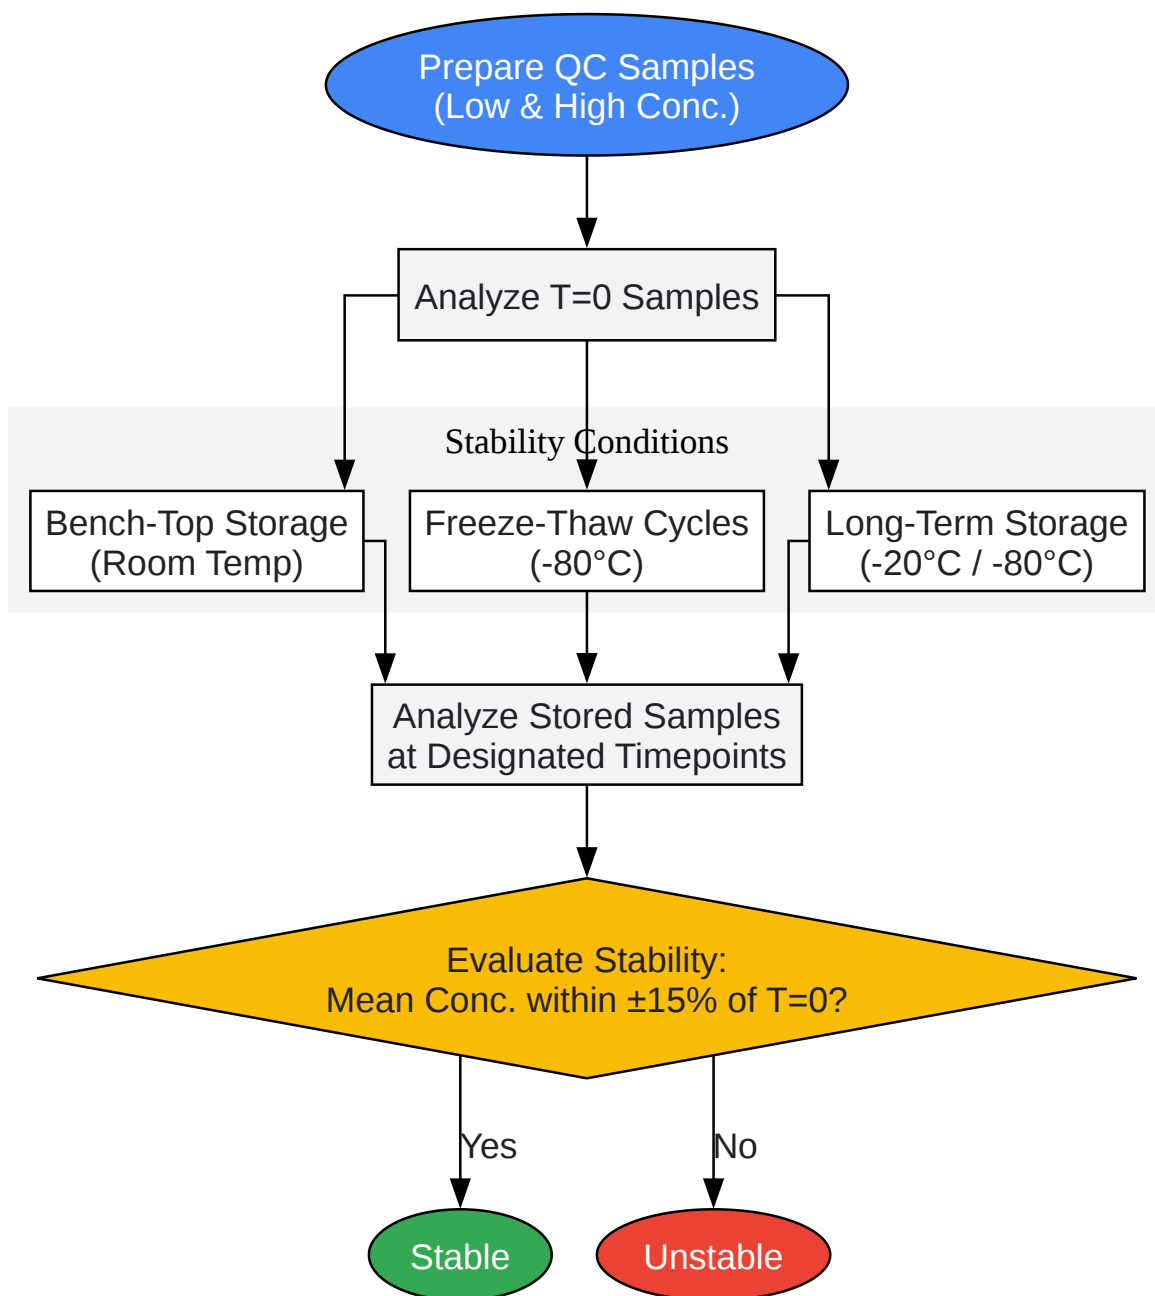 Prepare QC Samples
(Low & High Conc.)
Analyze T=0 Samples
Stability Conditions
Bench-Top Storage
(Room Temp)
Freeze-Thaw Cycles
(-80°C)
Long-Term Storage
(-20°C / -80°C)
Analyze Stored Samples
at Designated Timepoints
Evaluate Stability:
Mean Conc. within ±15% of T=0?
Yes
No
Stable
Unstable